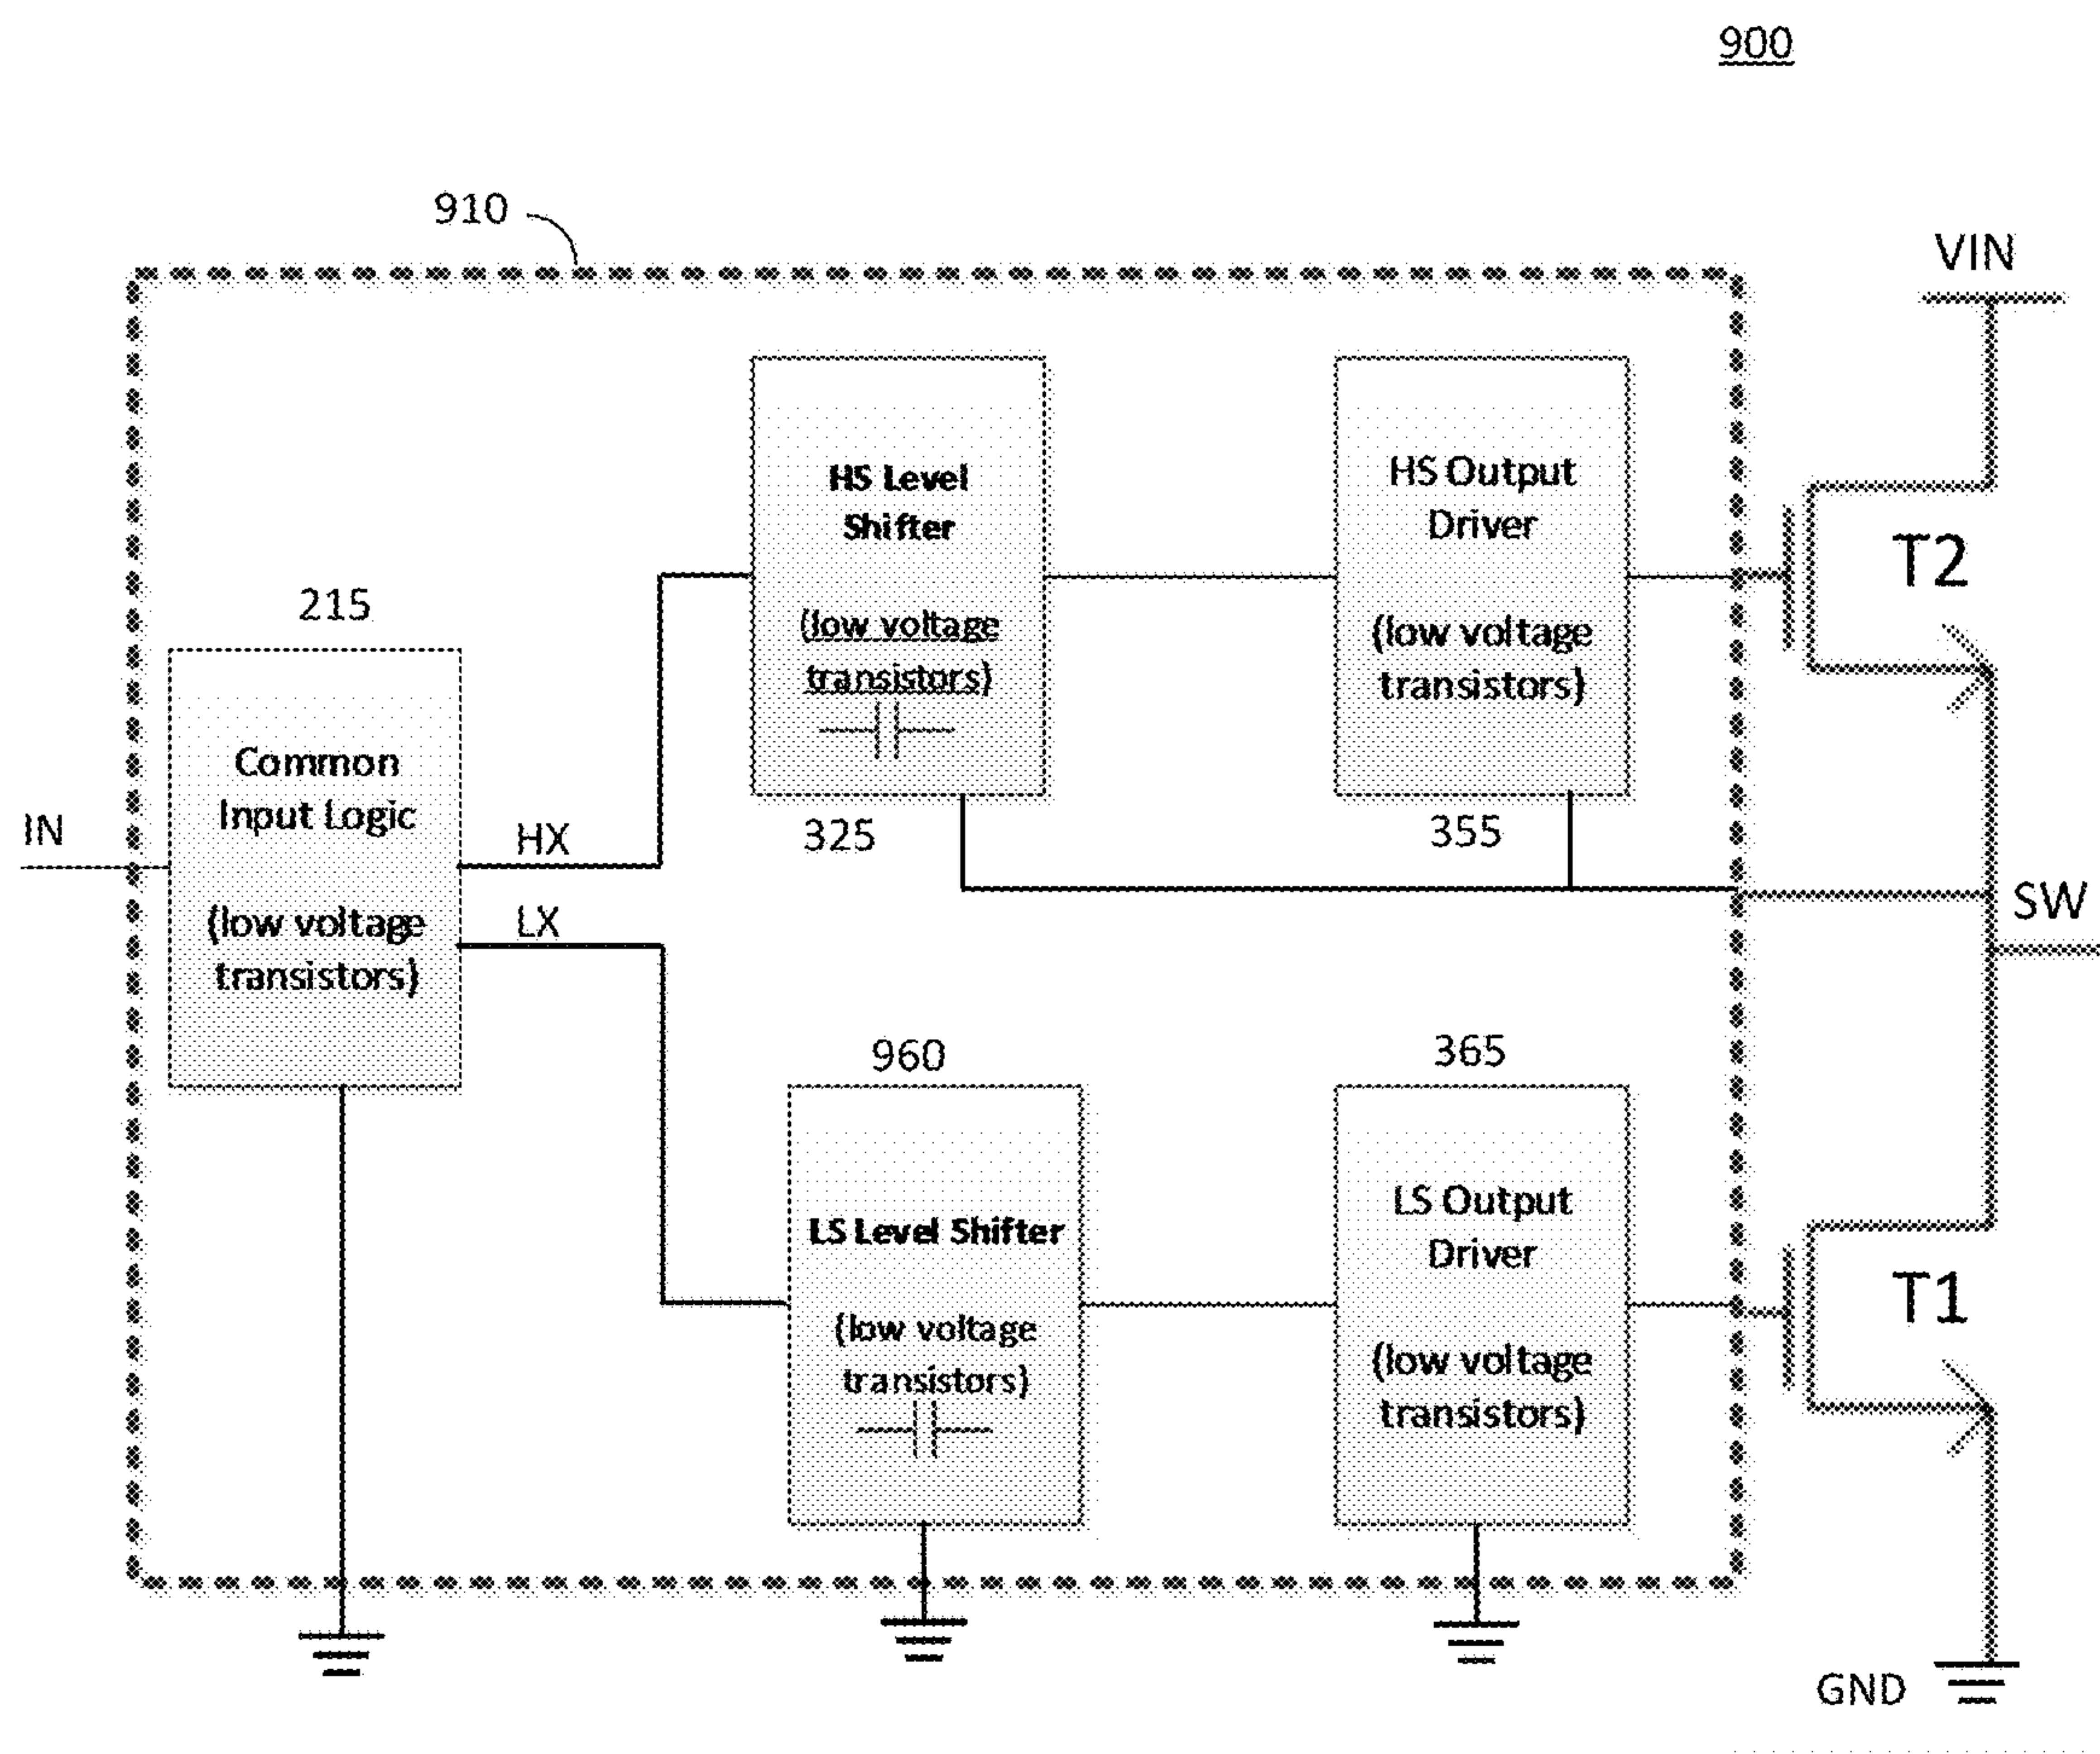 900
910
VIN
HS Level
Shifter
(low voltage
transistors)
HS Output
Driver
(low voltage
transistors)
T2
215
Common
Input Logic
(low voltage
transistors)
IN
HX
LX
325
355
SW
960
365
LS Level Shifter
(low voltage
transistors)
LS Output
Driver
(low voltage
transistors)
T1
GND